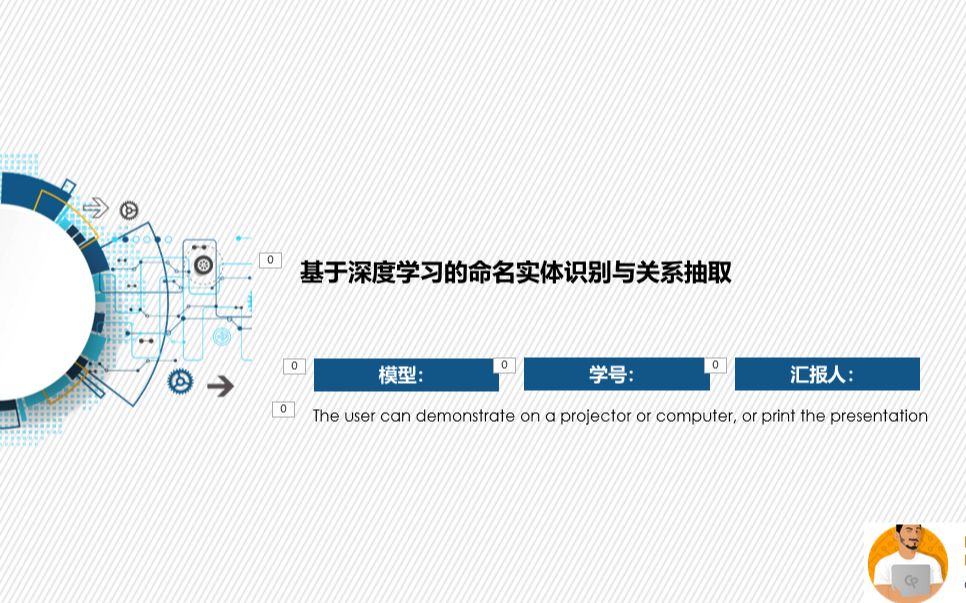 0
基于深度学习的命名实体识别与关系抽取
0 模型： 0 学号： 0 汇报人：
0
The user can demonstrate on a projector or computer, or print the presentation